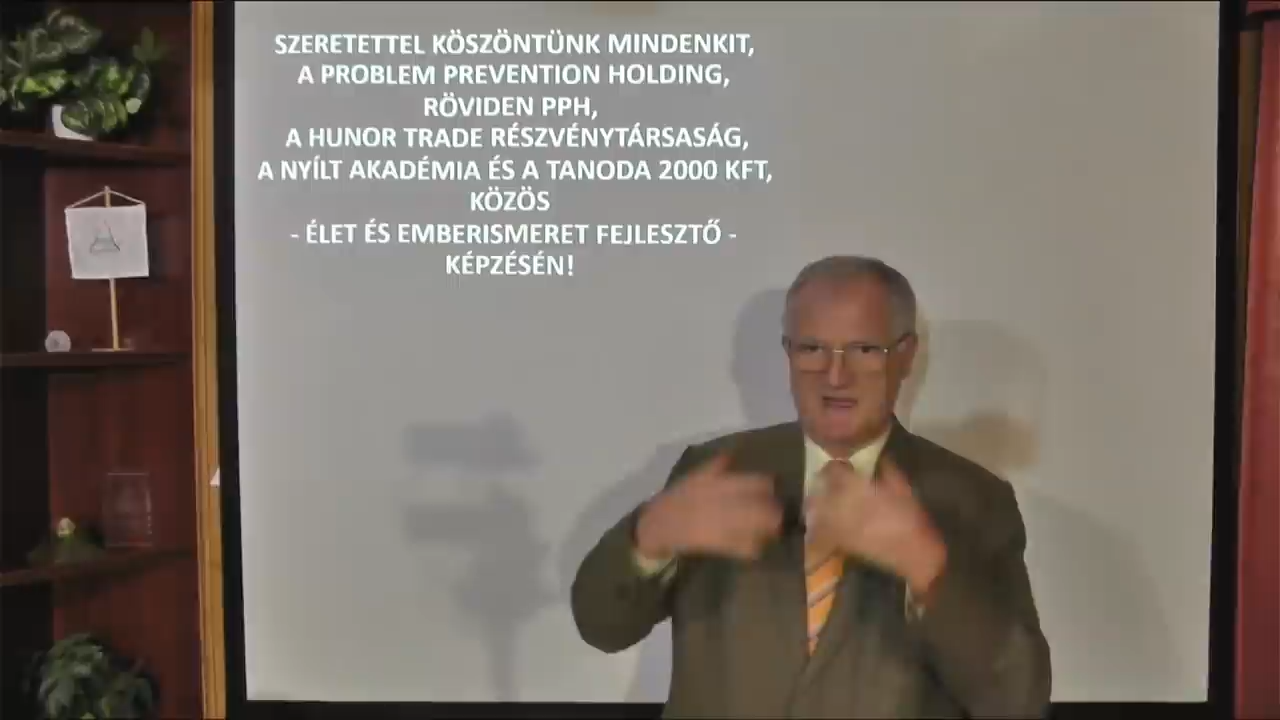 SZERETETTEL KÖSZÖNTÜNK MINDENKIT,
A PROBLEM PREVENTION HOLDING,
RÖVIDEN PPH,
A HUNOR TRADE RÉSZVÉNYTÁRSASÁG,
A NYÍLT AKADÉMIA ÉS A TANODA 2000 KFT,
KÖZÖS
- ÉLET ÉS EMBERISMERET FEJLESZTŐ -
KÉPZÉSÉN!